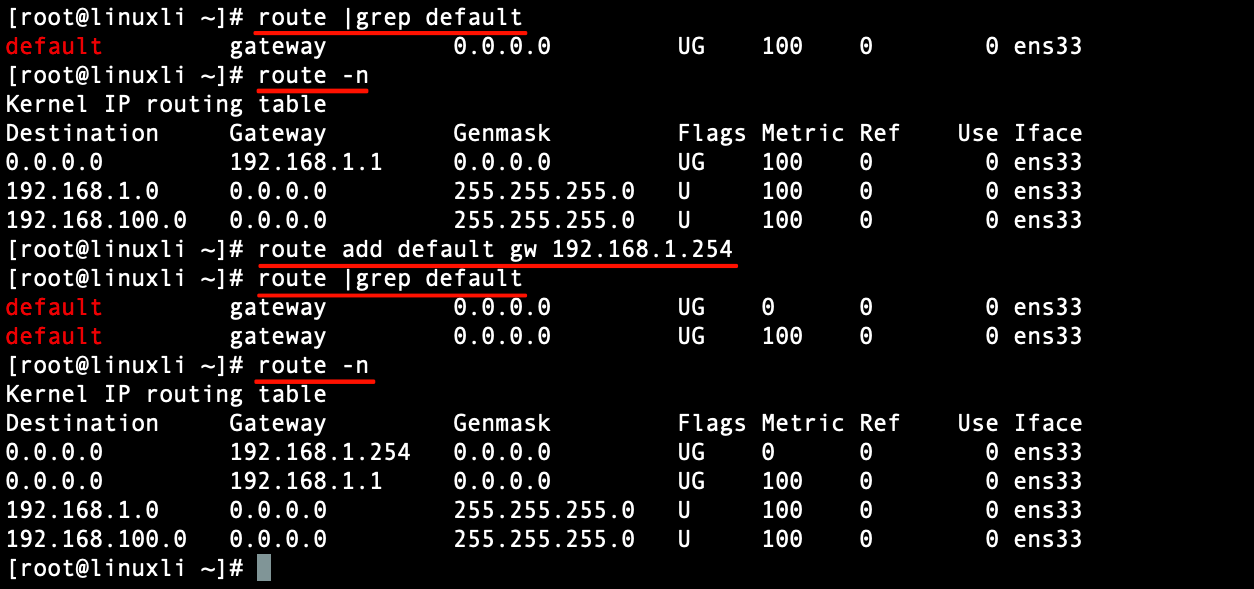 [root@linuxli ~]# route |grep default
default         gateway         0.0.0.0         UG    100    0        0 ens33
[root@linuxli ~]# route -n
Kernel IP routing table
Destination     Gateway         Genmask         Flags Metric Ref    Use Iface
0.0.0.0         192.168.1.1     0.0.0.0         UG    100    0        0 ens33
192.168.1.0     0.0.0.0         255.255.255.0   U     100    0        0 ens33
192.168.100.0   0.0.0.0         255.255.255.0   U     100    0        0 ens33
[root@linuxli ~]# route add default gw 192.168.1.254
[root@linuxli ~]# route |grep default
default         gateway         0.0.0.0         UG    0      0        0 ens33
default         gateway         0.0.0.0         UG    100    0        0 ens33
[root@linuxli ~]# route -n
Kernel IP routing table
Destination     Gateway         Genmask         Flags Metric Ref    Use Iface
0.0.0.0         192.168.1.254   0.0.0.0         UG    0      0        0 ens33
0.0.0.0         192.168.1.1     0.0.0.0         UG    100    0        0 ens33
192.168.1.0     0.0.0.0         255.255.255.0   U     100    0        0 ens33
192.168.100.0   0.0.0.0         255.255.255.0   U     100    0        0 ens33
[root@linuxli ~]#